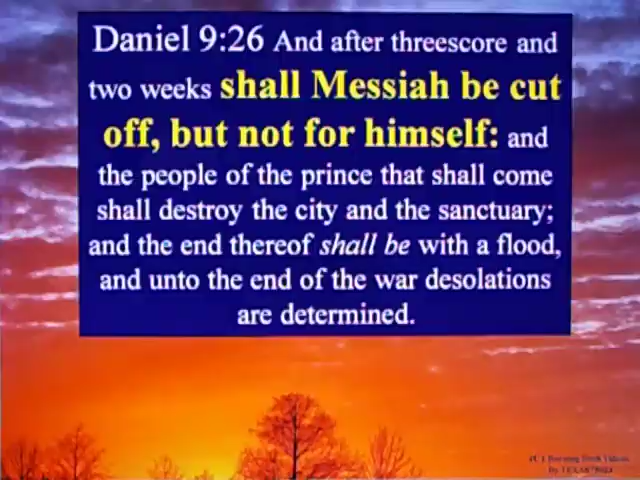 Daniel 9:26 And after threescore and
two weeks shall Messiah be cut
off, but not for himself: and
the people of the prince that shall come
shall destroy the city and the sanctuary;
and the end thereof shall be with a flood,
and unto the end of the war desolations
are determined.